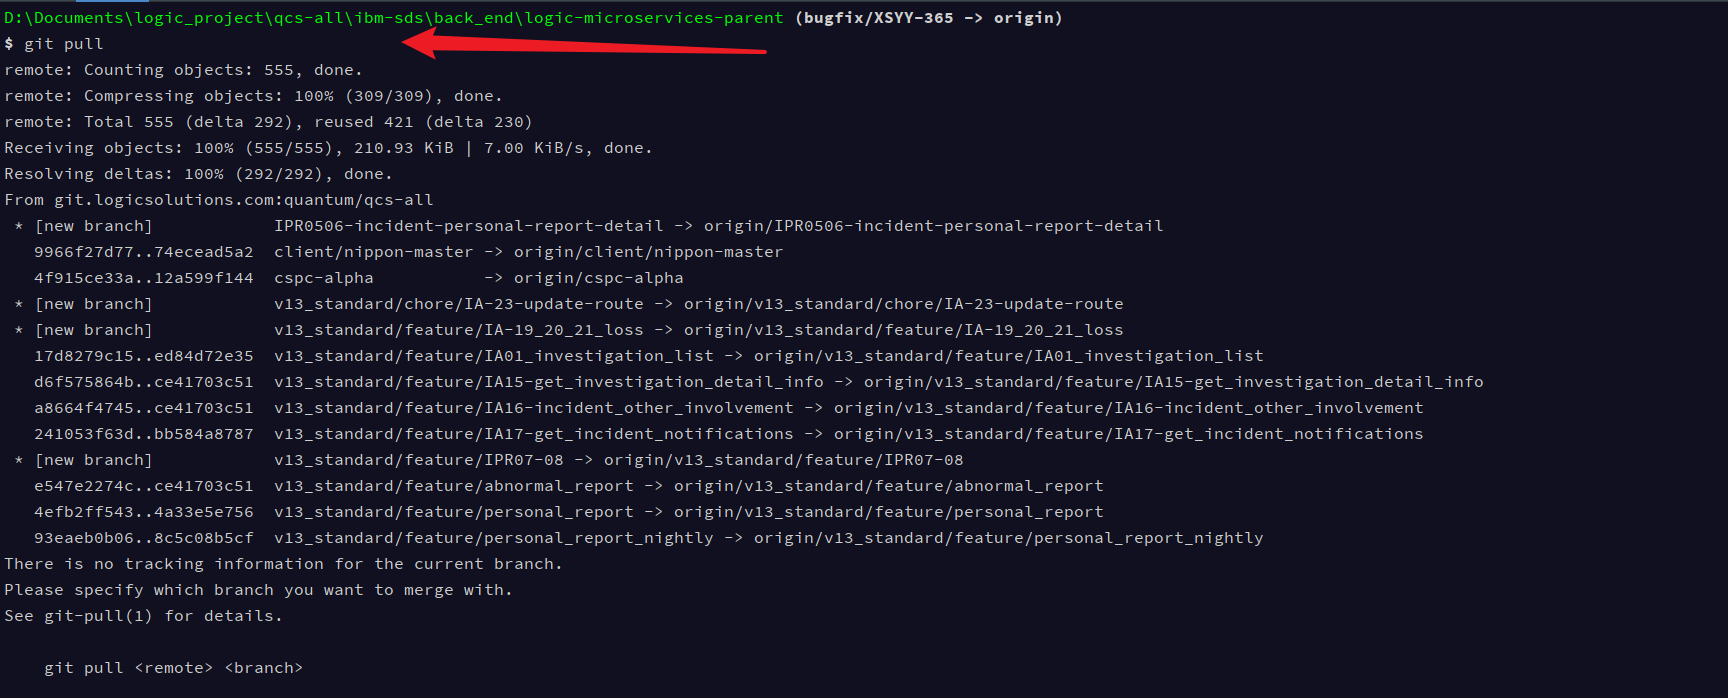 D:\Documents\logic_project\qcs-all\ibm-sds\back_end\logic-microservices-parent (bugfix/XSYY-365 -> origin)
$ git pull
remote: Counting objects: 555, done.
remote: Compressing objects: 100% (309/309), done.
remote: Total 555 (delta 292), reused 421 (delta 230)
Receiving objects: 100% (555/555), 210.93 KiB | 7.00 KiB/s, done.
Resolving deltas: 100% (292/292), done.
From git.logicsolutions.com:quantum/qcs-all
 * [new branch]            IPR0506-incident-personal-report-detail -> origin/IPR0506-incident-personal-report-detail
   9966f27d77..74ecead5a2  client/nippon-master -> origin/client/nippon-master
   4f915ce33a..12a599f144  cspc-alpha           -> origin/cspc-alpha
 * [new branch]            v13_standard/chore/IA-23-update-route -> origin/v13_standard/chore/IA-23-update-route
 * [new branch]            v13_standard/feature/IA-19_20_21_loss -> origin/v13_standard/feature/IA-19_20_21_loss
   17d8279c15..ed84d72e35  v13_standard/feature/IA01_investigation_list -> origin/v13_standard/feature/IA01_investigation_list
   d6f575864b..ce41703c51  v13_standard/feature/IA15-get_investigation_detail_info -> origin/v13_standard/feature/IA15-get_investigation_detail_info
   a8664f4745..ce41703c51  v13_standard/feature/IA16-incident_other_involvement -> origin/v13_standard/feature/IA16-incident_other_involvement
   241053f63d..bb584a8787  v13_standard/feature/IA17-get_incident_notifications -> origin/v13_standard/feature/IA17-get_incident_notifications
 * [new branch]            v13_standard/feature/IPR07-08 -> origin/v13_standard/feature/IPR07-08
   e547e2274c..ce41703c51  v13_standard/feature/abnormal_report -> origin/v13_standard/feature/abnormal_report
   4efb2ff543..4a33e5e756  v13_standard/feature/personal_report -> origin/v13_standard/feature/personal_report
   93eaeb0b06..8c5c08b5cf  v13_standard/feature/personal_report_nightly -> origin/v13_standard/feature/personal_report_nightly
There is no tracking information for the current branch.
Please specify which branch you want to merge with.
See git-pull(1) for details.
    git pull <remote> <branch>